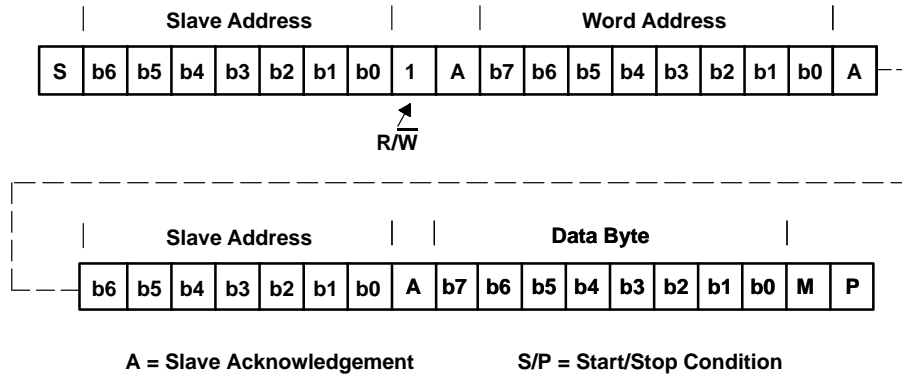 Slave Address Word Address
S b6 b5 b4 b3 b2 b1 b0 1 A b7 b6 b5 b4 b3 b2 b1 b0 A
R/W̅
Slave Address Data Byte
b6 b5 b4 b3 b2 b1 b0 A b7 b6 b5 b4 b3 b2 b1 b0 M P
A = Slave Acknowledgement S/P = Start/Stop Condition